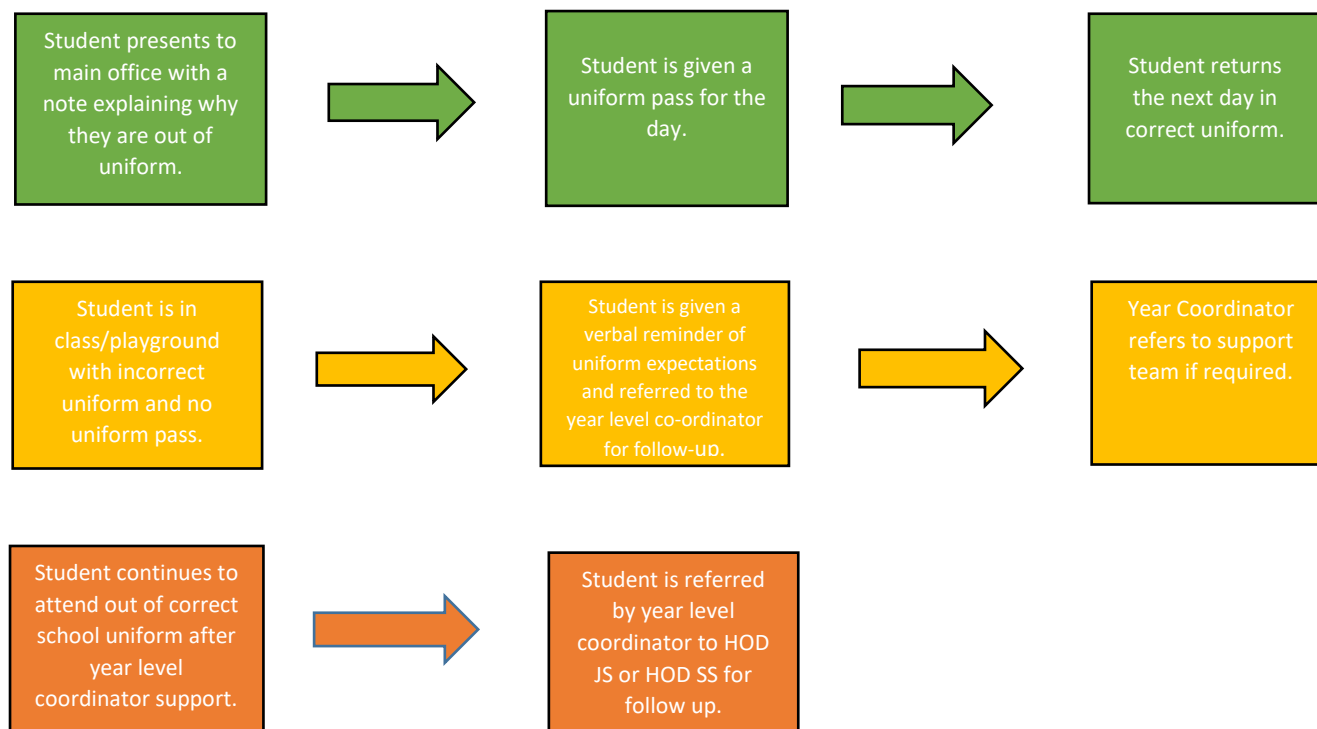 Student presents to
main office with a
note explaining why
they are out of
uniform.
Student is given a
uniform pass for the
day.
Student returns
the next day in
correct uniform.
Student is in
class/playground
with incorrect
uniform and no
uniform pass.
Student is given a
verbal reminder of
uniform expectations
and referred to the
year level co-ordinator
for follow-up.
Year Coordinator
refers to support
team if required.
Student continues to
attend out of correct
school uniform after
year level
coordinator support.
Student is referred
by year level
coordinator to HOD
JS or HOD SS for
follow up.